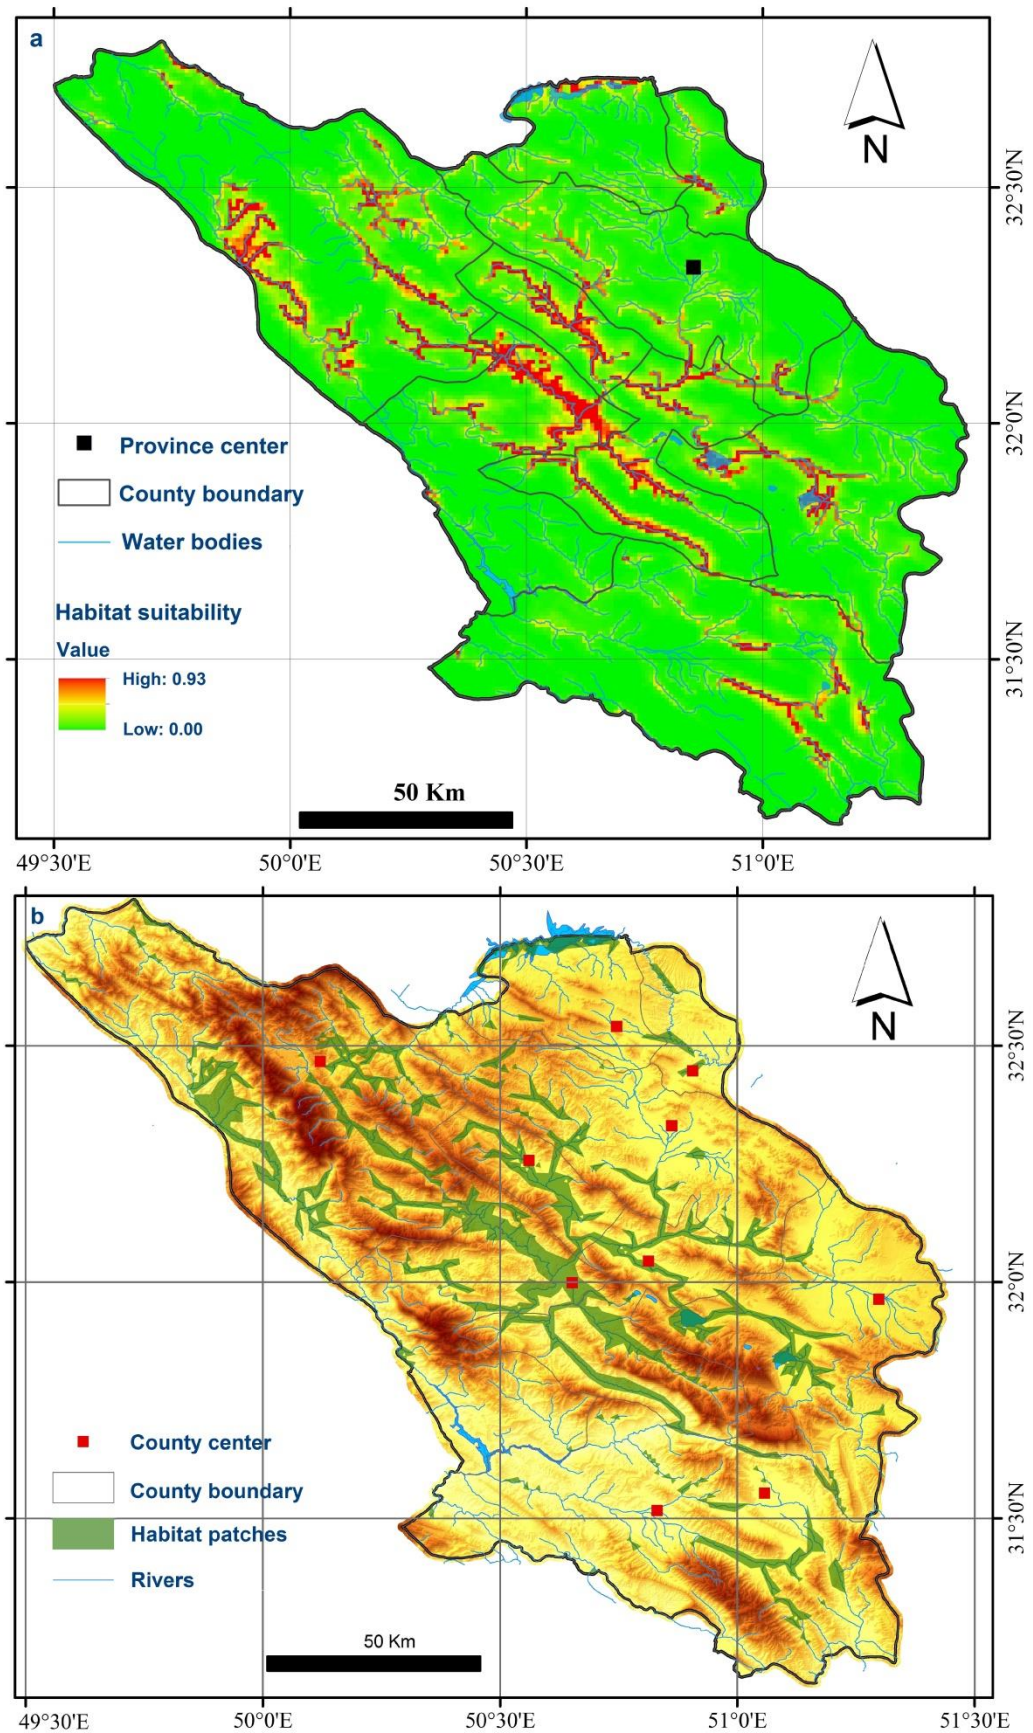 a
N
32°30'N
32°0'N
31°30'N
Province center
County boundary
Water bodies
Habitat suitability
Value
High: 0.93
Low: 0.00
50 Km
49°30'E
50°0'E
50°30'E
51°0'E
b
N
32°30'N
32°0'N
31°30'N
County center
County boundary
Habitat patches
Rivers
50 Km
49°30'E
50°0'E
50°30'E
51°0'E
51°30'E